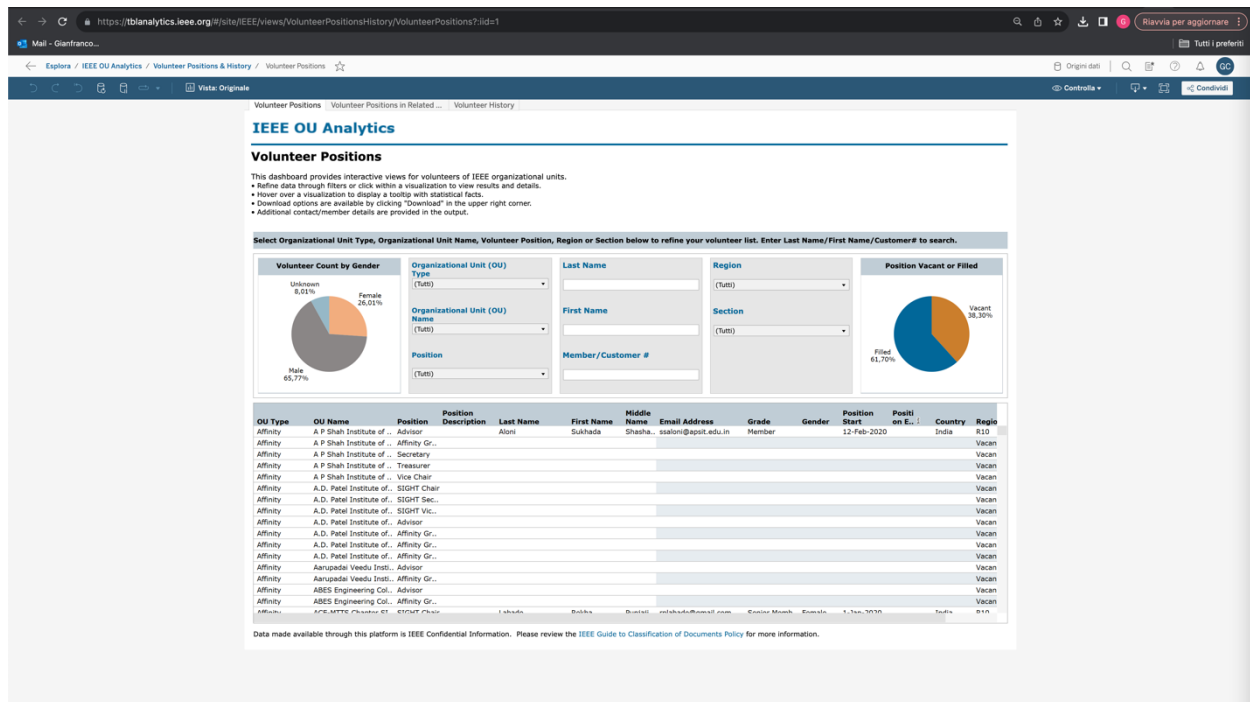 https://tblanalytics.ieee.org/#/site/IEEE/views/VolunteerPositionsHistory/VolunteerPositions?:iid=1
G
Riavvia per aggiornare
Mail - Gianfranco...
Tutti i preferiti
Esplora / IEEE OU Analytics / Volunteer Positions & History / Volunteer Positions
Origini dati
GC
Vista: Originale
Controlla
Condividi
Volunteer Positions Volunteer Positions in Related ... Volunteer History
IEEE OU Analytics
Volunteer Positions
This dashboard provides interactive views for volunteers of IEEE organizational units.
• Refine data through filters or click within a visualization to view results and details.
• Hover over a visualization to display a tooltip with statistical facts.
• Download options are available by clicking "Download" in the upper right corner.
• Additional contact/member details are provided in the output.
Select Organizational Unit Type, Organizational Unit Name, Volunteer Position, Region or Section below to refine your volunteer list. Enter Last Name/First Name/Customer# to search.
Volunteer Count by Gender
Unknown
8,01%
Female
26,01%
Male
65,77%
Organizational Unit (OU)
Type
(Tutti)
Organizational Unit (OU)
Name
(Tutti)
Position
(Tutti)
Last Name
First Name
Member/Customer #
Region
(Tutti)
Section
(Tutti)
Position Vacant or Filled
Vacant
38,30%
Filled
61,70%
OU Type OU Name Position Position Description Last Name First Name Middle Name Email Address Grade Gender Position Start Positi on E.. Country Regio
Affinity A P Shah Institute of .. Advisor Aloni Sukhada Shasha.. ssaloni@apsit.edu.in Member 12-Feb-2020 India R10
Affinity A P Shah Institute of .. Affinity Gr.. Vacan
Affinity A P Shah Institute of .. Secretary Vacan
Affinity A P Shah Institute of .. Treasurer Vacan
Affinity A P Shah Institute of .. Vice Chair Vacan
Affinity A.D. Patel Institute of.. SIGHT Chair Vacan
Affinity A.D. Patel Institute of.. SIGHT Sec.. Vacan
Affinity A.D. Patel Institute of.. SIGHT Vic.. Vacan
Affinity A.D. Patel Institute of.. Advisor Vacan
Affinity A.D. Patel Institute of.. Affinity Gr.. Vacan
Affinity A.D. Patel Institute of.. Affinity Gr.. Vacan
Affinity Aarupadai Veedu Insti.. Advisor Vacan
Affinity Aarupadai Veedu Insti.. Affinity Gr.. Vacan
Affinity ABES Engineering Col.. Advisor Vacan
Affinity ABES Engineering Col.. Affinity Gr.. Vacan
Affinity SIGHT Chair Female 1-Jan-2020 India R10
Data made available through this platform is IEEE Confidential Information. Please review the IEEE Guide to Classification of Documents Policy for more information.